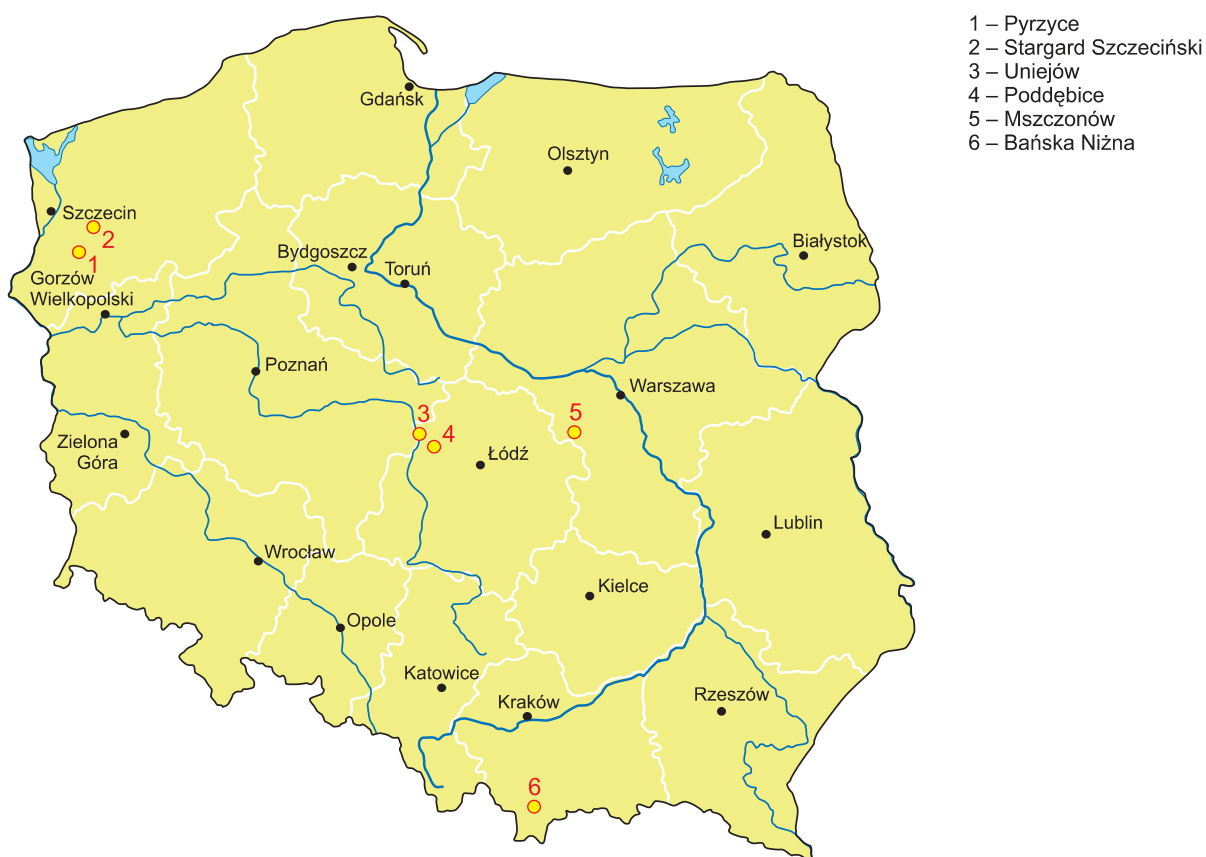 1 – Pyrzyce
2 – Stargard Szczeciński
3 – Uniejów
4 – Poddębice
5 – Mszczonów
6 – Bańska Niżna
Gdańsk
Olsztyn
Szczecin
2
1
Gorzów
Wielkopolski
Bydgoszcz
Toruń
Białystok
Poznań
Warszawa
3
4
5
Zielona
Góra
Łódź
Wrocław
Lublin
Kielce
Opole
Katowice
Kraków
Rzeszów
6